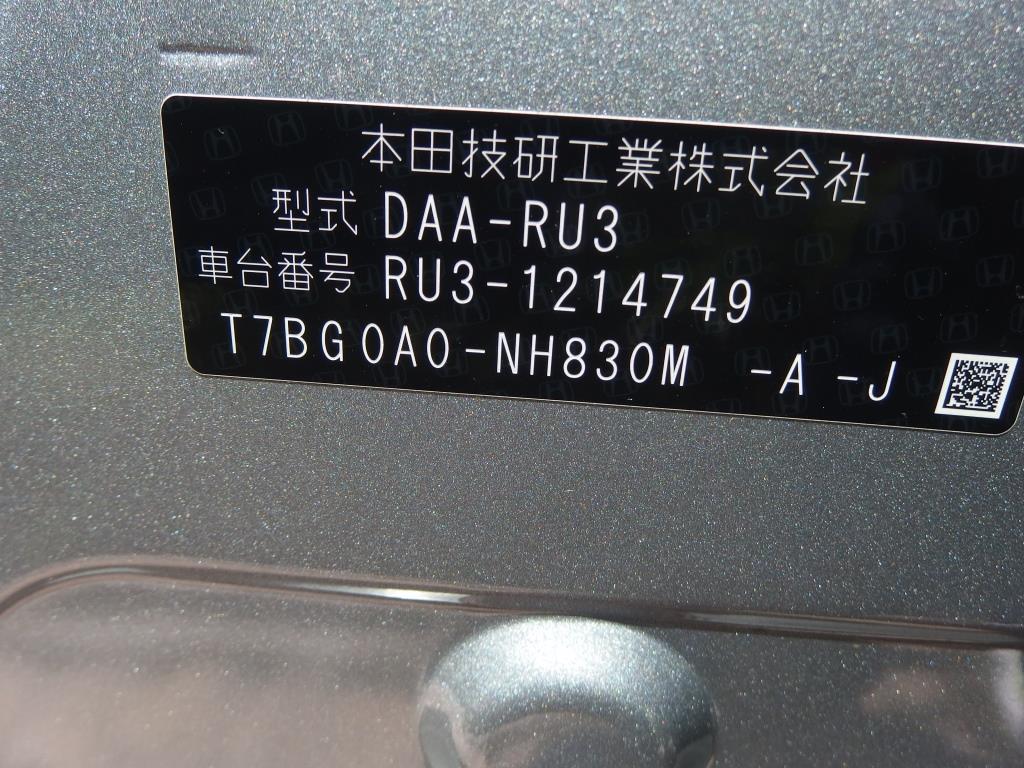 本田技研工業株式会社
型式 DAA-RU3
車台番号 RU3-1214749
T7BG0A0-NH830M -A -J